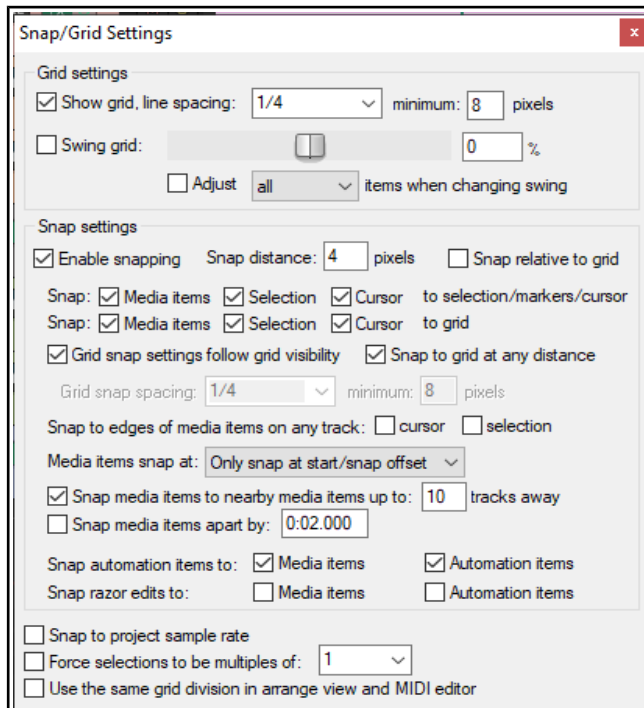 Snap/Grid Settings x
Grid settings
Show grid, line spacing: 1/4 minimum: 8 pixels
Swing grid: 0 %
Adjust all items when changing swing
Snap settings
Enable snapping Snap distance: 4 pixels Snap relative to grid
Snap: Media items Selection Cursor to selection/markers/cursor
Snap: Media items Selection Cursor to grid
Grid snap settings follow grid visibility Snap to grid at any distance
Grid snap spacing: 1/4 minimum: 8 pixels
Snap to edges of media items on any track: cursor selection
Media items snap at: Only snap at start/snap offset
Snap media items to nearby media items up to: 10 tracks away
Snap media items apart by: 0:02.000
Snap automation items to: Media items Automation items
Snap razor edits to: Media items Automation items
Snap to project sample rate
Force selections to be multiples of: 1
Use the same grid division in arrange view and MIDI editor